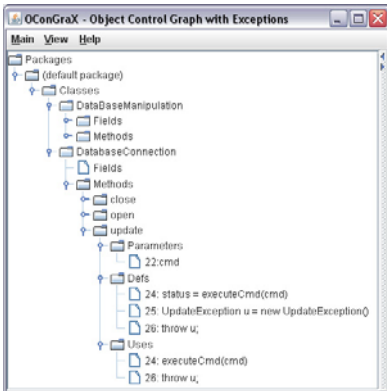 OConGraX - Object Control Graph with Exceptions
Main View Help
Packages
(default package)
Classes
DataBaseManipulation
Fields
Methods
DatabaseConnection
Fields
Methods
close
open
update
Parameters
22:cmd
Defs
24: status = executeCmd(cmd)
25: UpdateException u = new UpdateException()
26: throw u;
Uses
24: executeCmd(cmd)
26: throw u;